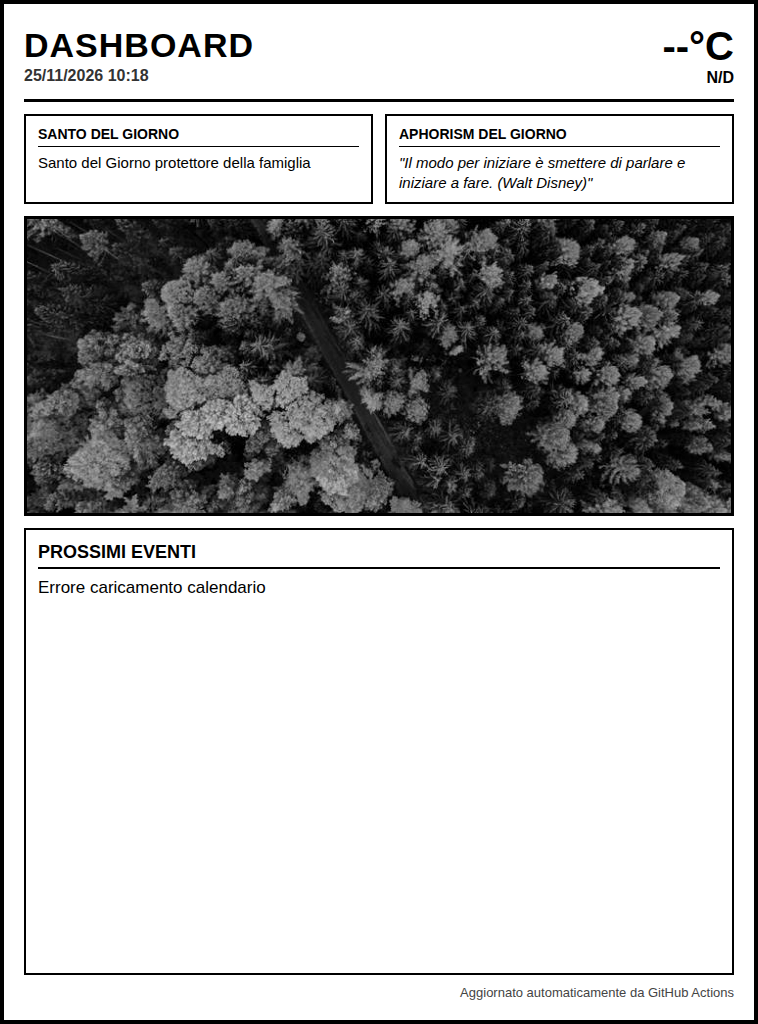 DASHBOARD
25/11/2026 10:18
--°C
N/D
SANTO DEL GIORNO
Santo del Giorno protettore della famiglia
APHORISM DEL GIORNO
"Il modo per iniziare è smettere di parlare e
iniziare a fare. (Walt Disney)"
PROSSIMI EVENTI
Errore caricamento calendario
Aggiornato automaticamente da GitHub Actions